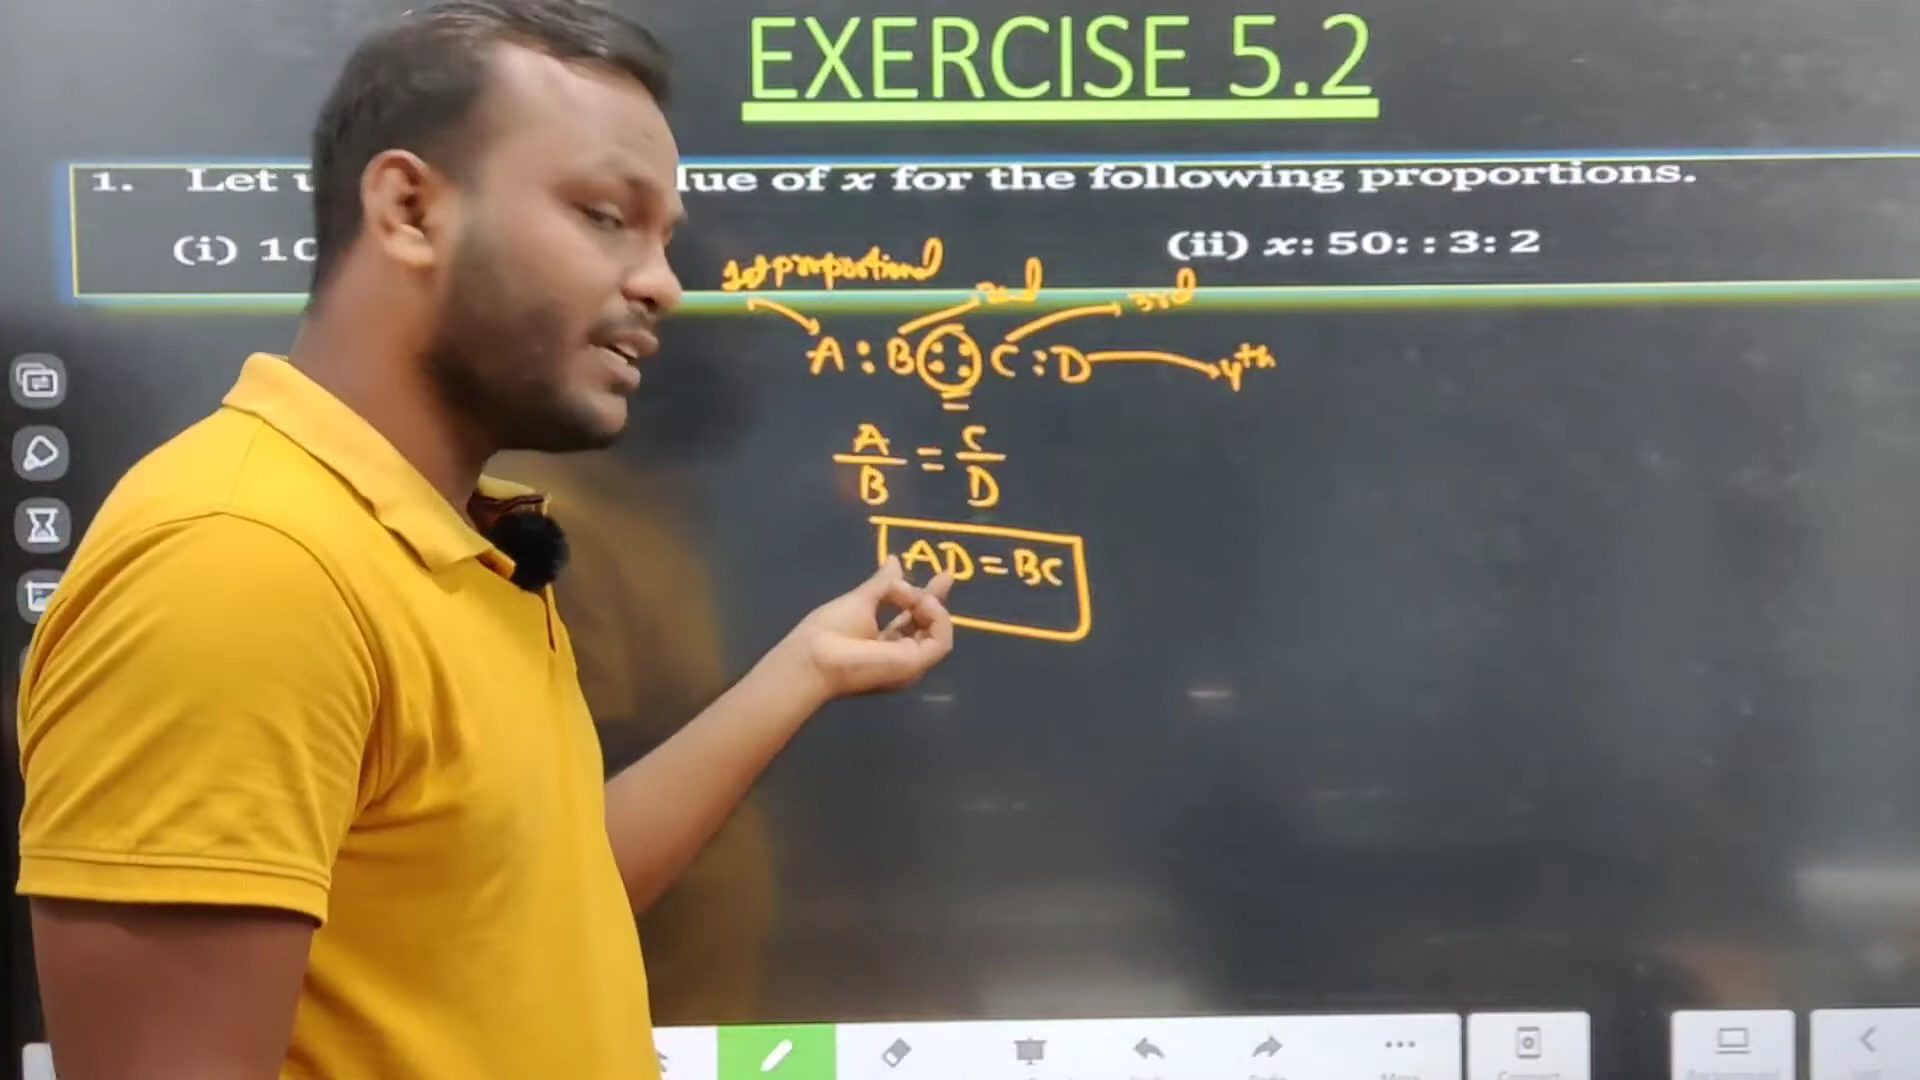 EXERCISE 5.2
1. Let u lue of x for the following proportions.
(i) 10 (ii) x: 50: : 3: 2
1st proportional 2nd 3rd
A : B :: C : D 4th
A/B = C/D
AD = BC